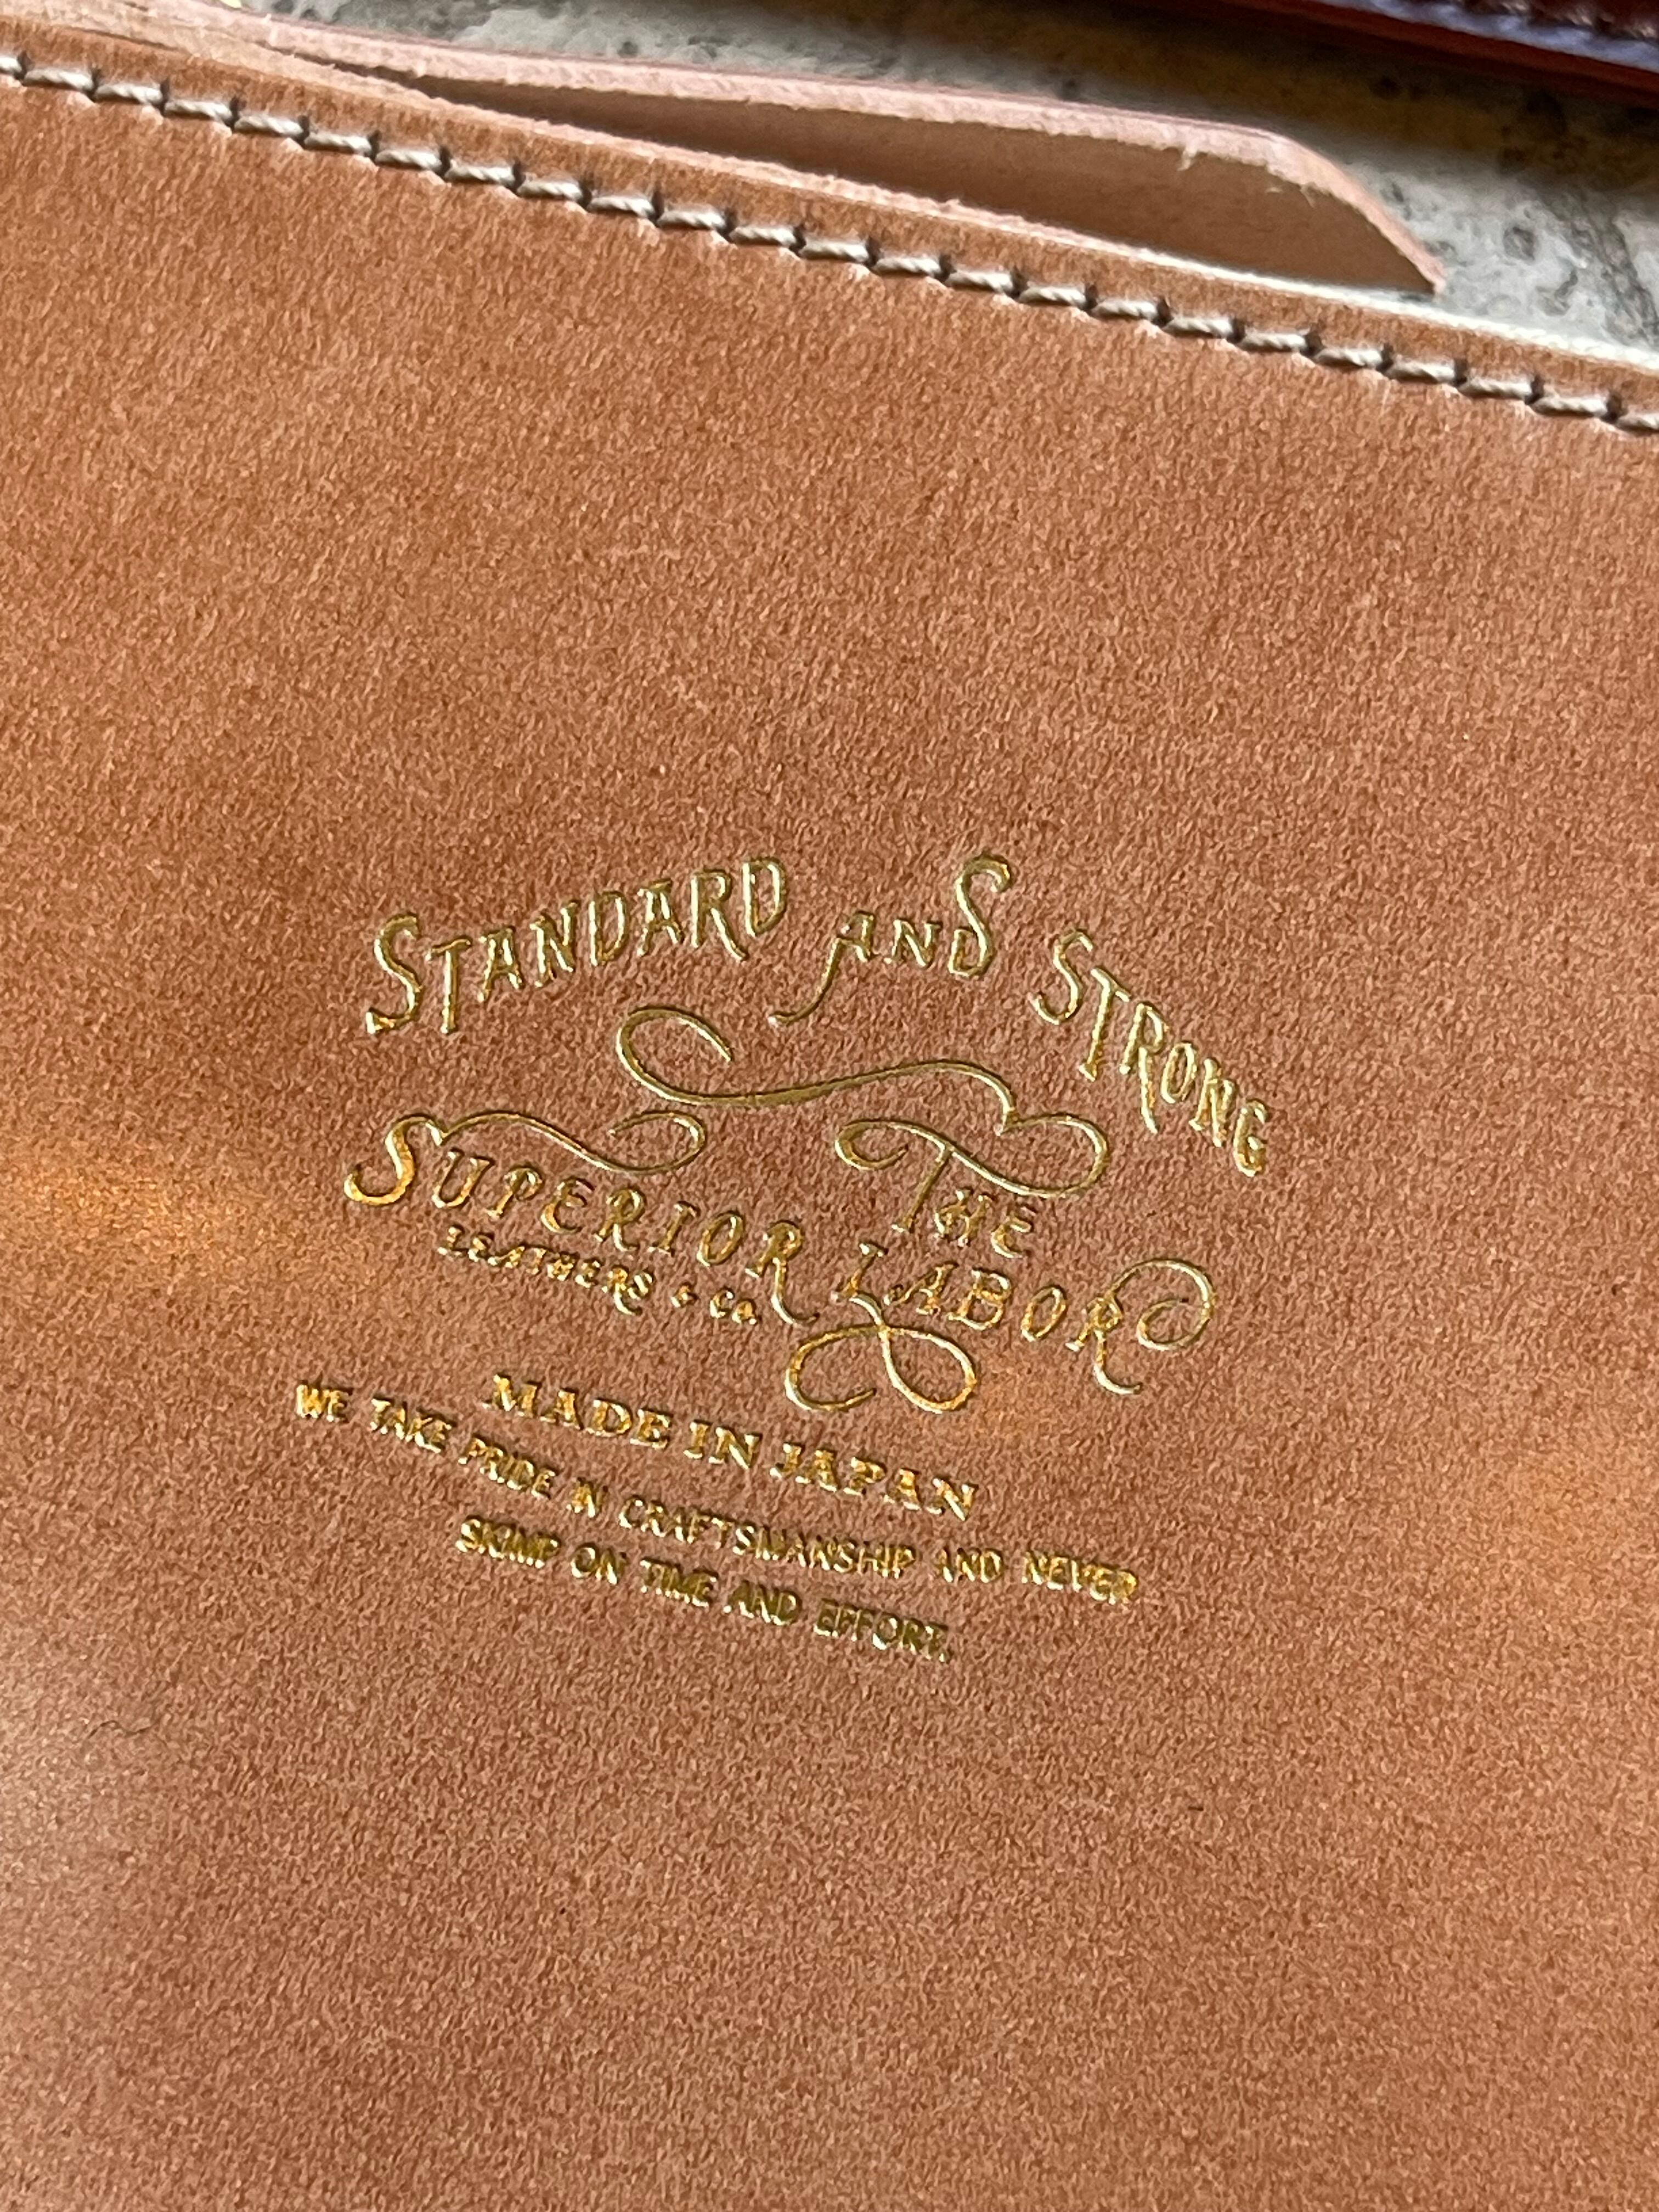 STANDARD AND STRONG
THE
SUPERIOR LABOR
LEATHERS & CO.
MADE IN JAPAN
WE TAKE PRIDE IN CRAFTSMANSHIP AND NEVER
SKIMP ON TIME AND EFFORT.